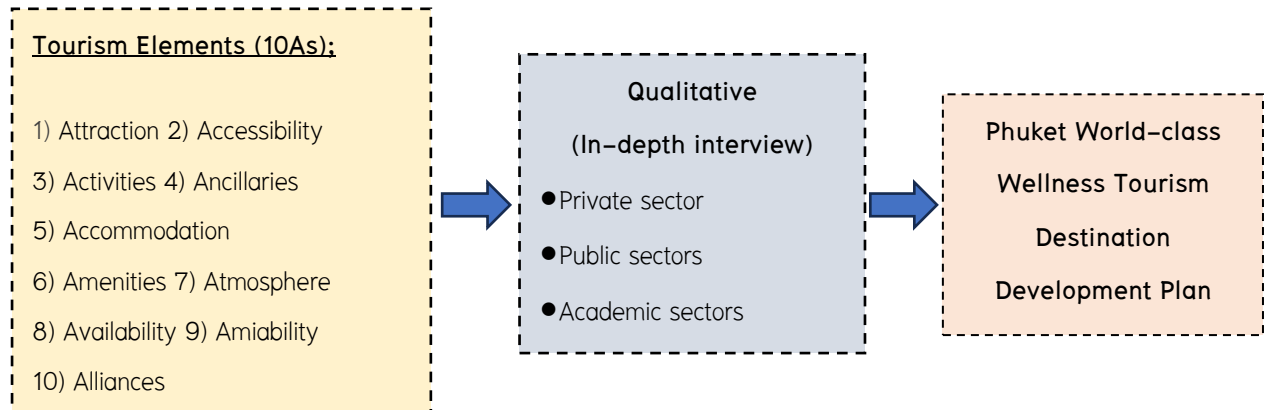 Tourism Elements (10As);
1) Attraction 2) Accessibility
3) Activities 4) Ancillaries
5) Accommodation
6) Amenities 7) Atmosphere
8) Availability 9) Amiability
10) Alliances
Qualitative
(In-depth interview)
●Private sector
●Public sectors
●Academic sectors
Phuket World-class
Wellness Tourism
Destination
Development Plan